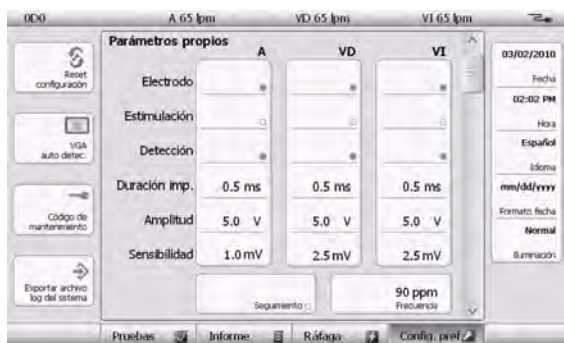 0D0 A 65 lpm VD 65 lpm VI 65 lpm
Reset
configuración
VGA
auto detec.
Código de
mantenimiento
Exportar archivo
log del sistema
Parámetros propios
A VD VI
Electrodo
Estimulación
Detección
Duración imp. 0.5 ms 0.5 ms 0.5 ms
Amplitud 5.0 V 5.0 V 5.0 V
Sensibilidad 1.0 mV 2.5 mV 2.5 mV
Seguimiento
90 ppm
Frecuencia
03/02/2010
Fecha
02:02 PM
Hora
Español
Idioma
mm/dd/yyyy
Formato fecha
Normal
Iluminación
Pruebas Informe Ráfaga Config. pref